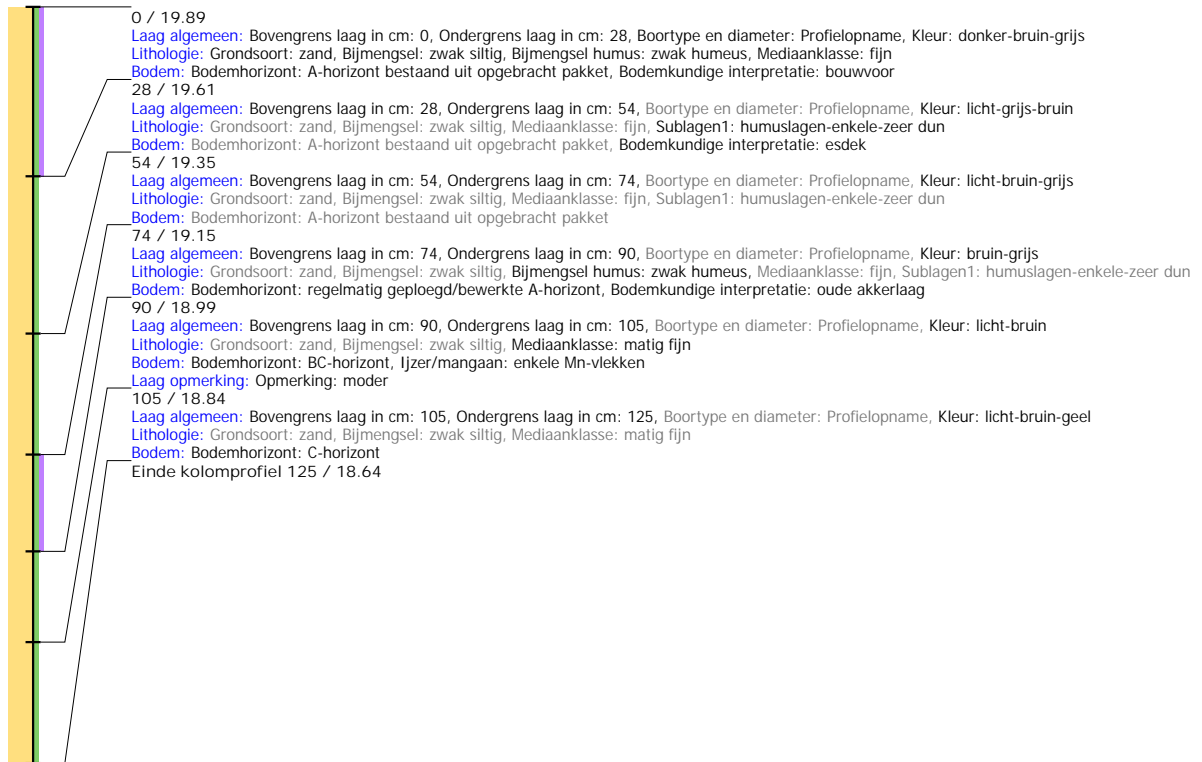 0 / 19.89
Laag algemeen: Bovengrens laag in cm: 0, Ondergrens laag in cm: 28, Boortype en diameter: Profielopname, Kleur: donker-bruin-grijs
Lithologie: Grondsoort: zand, Bijmengsel: zwak siltig, Bijmengsel humus: zwak humeus, Mediaanklasse: fijn
Bodem: Bodemhorizont: A-horizont bestaand uit opgebracht pakket, Bodemkundige interpretatie: bouwvoor
28 / 19.61
Laag algemeen: Bovengrens laag in cm: 28, Ondergrens laag in cm: 54, Boortype en diameter: Profielopname, Kleur: licht-grijs-bruin
Lithologie: Grondsoort: zand, Bijmengsel: zwak siltig, Mediaanklasse: fijn, Sublagen1: humuslagen-enkele-zeer dun
Bodem: Bodemhorizont: A-horizont bestaand uit opgebracht pakket, Bodemkundige interpretatie: esdek
54 / 19.35
Laag algemeen: Bovengrens laag in cm: 54, Ondergrens laag in cm: 74, Boortype en diameter: Profielopname, Kleur: licht-bruin-grijs
Lithologie: Grondsoort: zand, Bijmengsel: zwak siltig, Mediaanklasse: fijn, Sublagen1: humuslagen-enkele-zeer dun
Bodem: Bodemhorizont: A-horizont bestaand uit opgebracht pakket
74 / 19.15
Laag algemeen: Bovengrens laag in cm: 74, Ondergrens laag in cm: 90, Boortype en diameter: Profielopname, Kleur: bruin-grijs
Lithologie: Grondsoort: zand, Bijmengsel: zwak siltig, Bijmengsel humus: zwak humeus, Mediaanklasse: fijn, Sublagen1: humuslagen-enkele-zeer dun
Bodem: Bodemhorizont: regelmatig geploegd/bewerkte A-horizont, Bodemkundige interpretatie: oude akkerlaag
90 / 18.99
Laag algemeen: Bovengrens laag in cm: 90, Ondergrens laag in cm: 105, Boortype en diameter: Profielopname, Kleur: licht-bruin
Lithologie: Grondsoort: zand, Bijmengsel: zwak siltig, Mediaanklasse: matig fijn
Bodem: Bodemhorizont: BC-horizont, Ijzer/mangaan: enkele Mn-vlekken
Laag opmerking: Opmerking: moder
105 / 18.84
Laag algemeen: Bovengrens laag in cm: 105, Ondergrens laag in cm: 125, Boortype en diameter: Profielopname, Kleur: licht-bruin-geel
Lithologie: Grondsoort: zand, Bijmengsel: zwak siltig, Mediaanklasse: matig fijn
Bodem: Bodemhorizont: C-horizont
Einde kolomprofiel 125 / 18.64